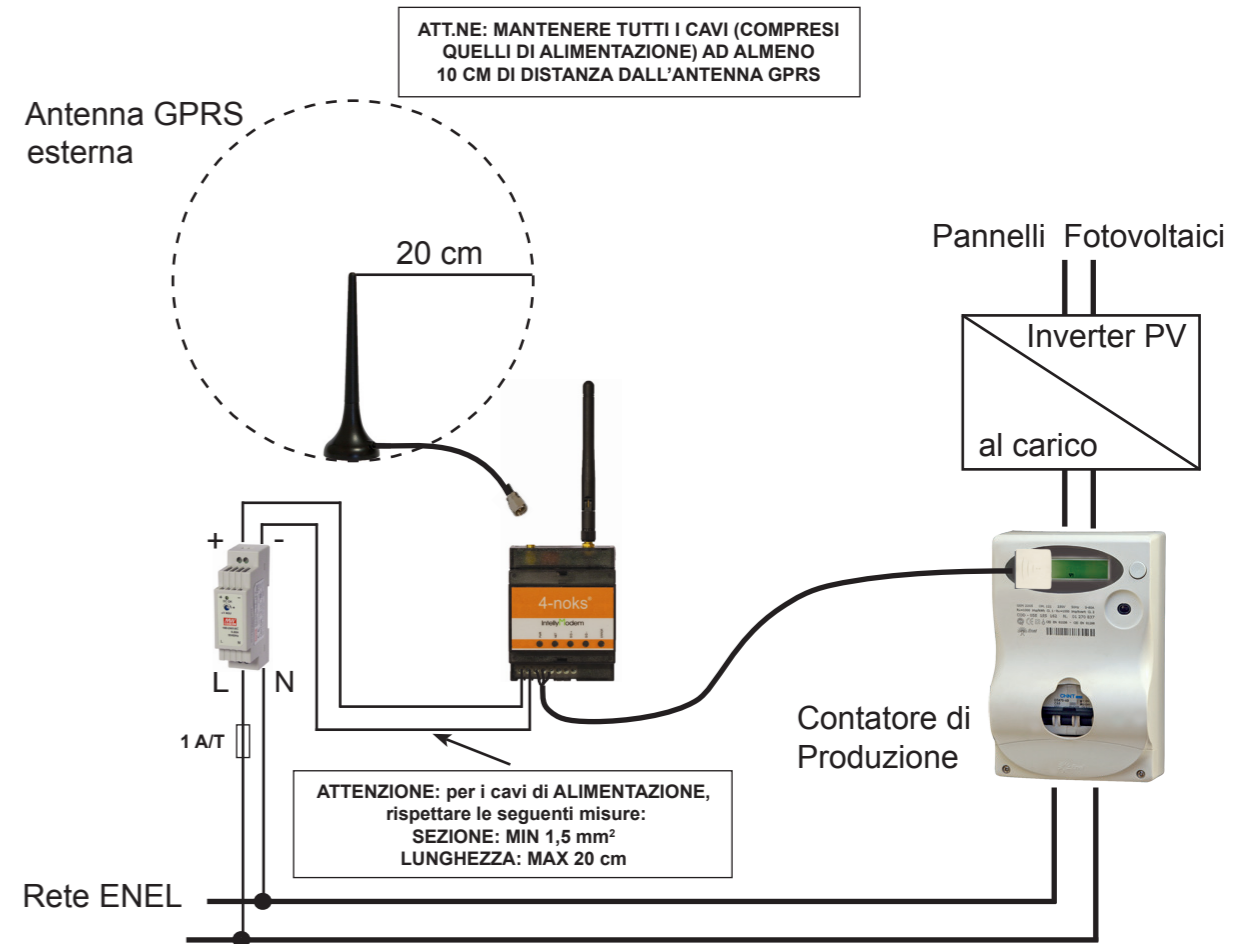 ATT.NE: MANTENERE TUTTI I CAVI (COMPRESI
QUELLI DI ALIMENTAZIONE) AD ALMENO
10 CM DI DISTANZA DALL'ANTENNA GPRS
Antenna GPRS
esterna
20 cm
Pannelli Fotovoltaici
Inverter PV
al carico
+ -
4-noks
IntellyModem
L N
1 A/T
Contatore di
Produzione
ATTENZIONE: per i cavi di ALIMENTAZIONE,
rispettare le seguenti misure:
SEZIONE: MIN 1,5 mm²
LUNGHEZZA: MAX 20 cm
Rete ENEL